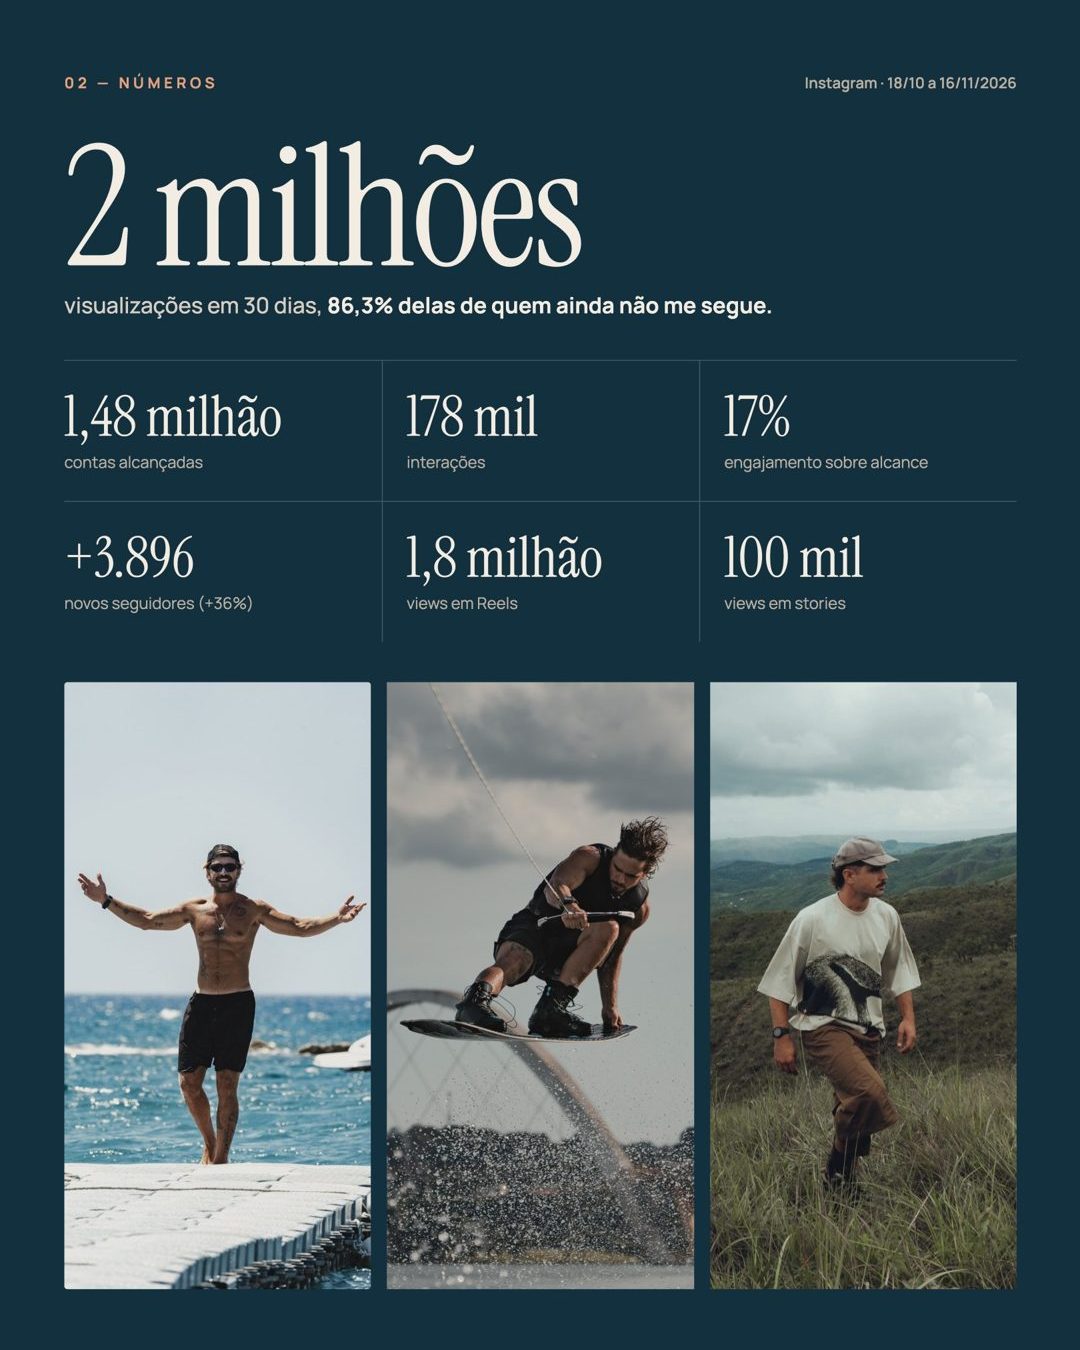 02 — NÚMEROS
Instagram · 18/10 a 16/11/2026
2 milhões
visualizações em 30 dias, 86,3% delas de quem ainda não me segue.
1,48 milhão
contas alcançadas
178 mil
interações
17%
engajamento sobre alcance
+3.896
novos seguidores (+36%)
1,8 milhão
views em Reels
100 mil
views em stories